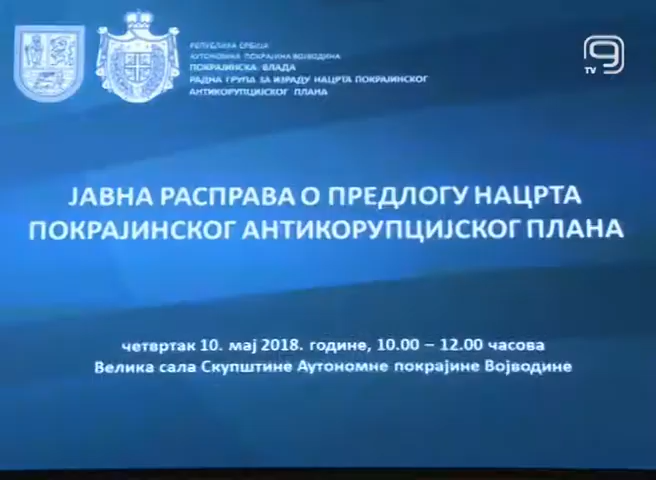 РЕПУБЛИКА СРБИЈА
АУТОНОМНА ПОКРАЈИНА ВОЈВОДИНА
ПОКРАЈИНСКА ВЛАДА
РАДНА ГРУПА ЗА ИЗРАДУ НАЦРТА ПОКРАЈИНСКОГ
АНТИКОРУПЦИЈСКОГ ПЛАНА
9
TV
ЈАВНА РАСПРАВА О ПРЕДЛОГУ НАЦРТА
ПОКРАЈИНСКОГ АНТИКОРУПЦИЈСКОГ ПЛАНА
четвртак 10. мај 2018. године, 10.00 – 12.00 часова
Велика сала Скупштине Аутономне покрајине Војводине